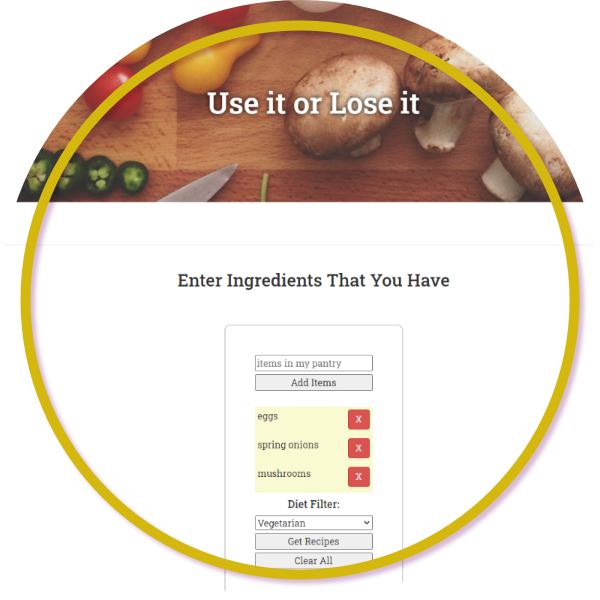 Use it or Lose it
Enter Ingredients That You Have
items in my pantry
Add Items
eggs X
spring onions X
mushrooms X
Diet Filter:
Vegetarian
Get Recipes
Clear All